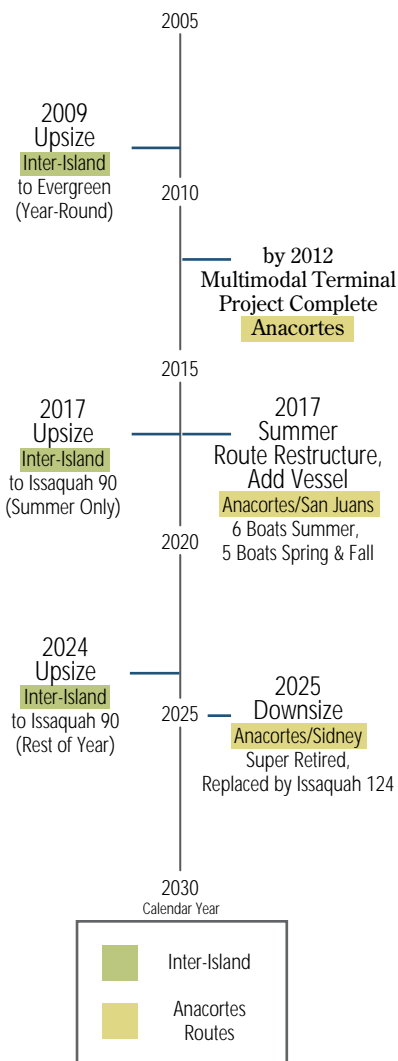 2005
2009
Upsize
Inter-Island
to Evergreen
(Year-Round)
2010
by 2012
Multimodal Terminal
Project Complete
Anacortes
2015
2017
Upsize
Inter-Island
to Issaquah 90
(Summer Only)
2017
Summer
Route Restructure,
Add Vessel
Anacortes/San Juans
6 Boats Summer,
5 Boats Spring & Fall
2020
2024
Upsize
Inter-Island
to Issaquah 90
(Rest of Year)
2025
2025
Downsize
Anacortes/Sidney
Super Retired,
Replaced by Issaquah 124
2030
Calendar Year
Inter-Island
Anacortes
Routes